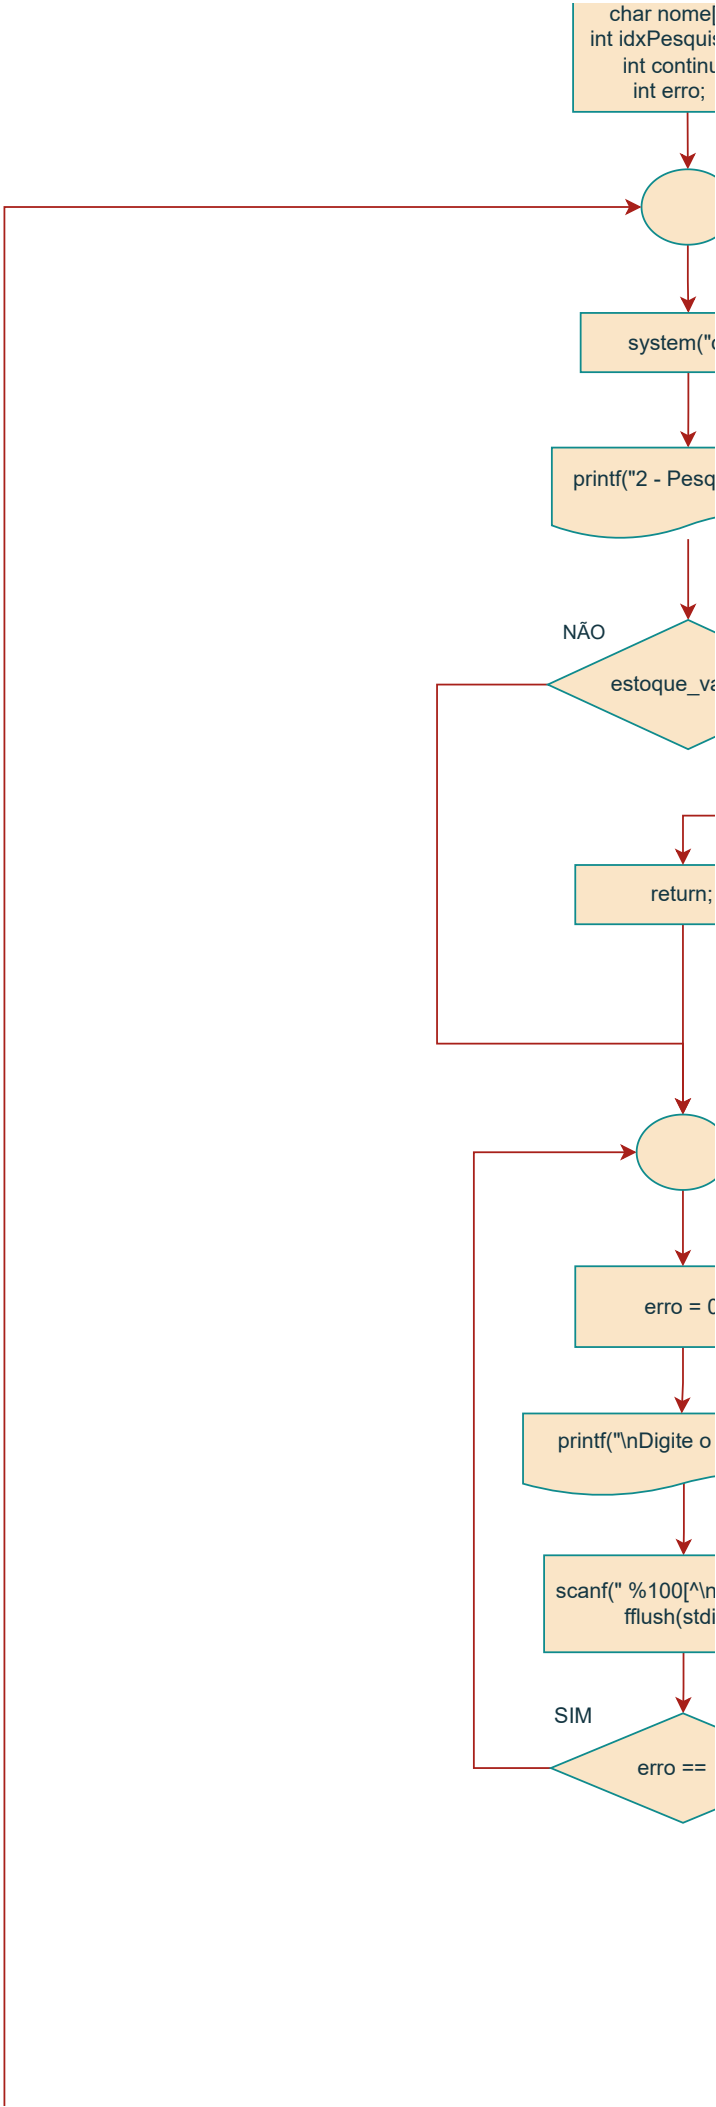 char nome[
int idxPesquis
int continu
int erro;
system("c
printf("2 - Pesq
NÃO
estoque_va
return;
erro = 0
printf("\nDigite o
scanf(" %100[^\n
fflush(stdi
SIM
erro ==